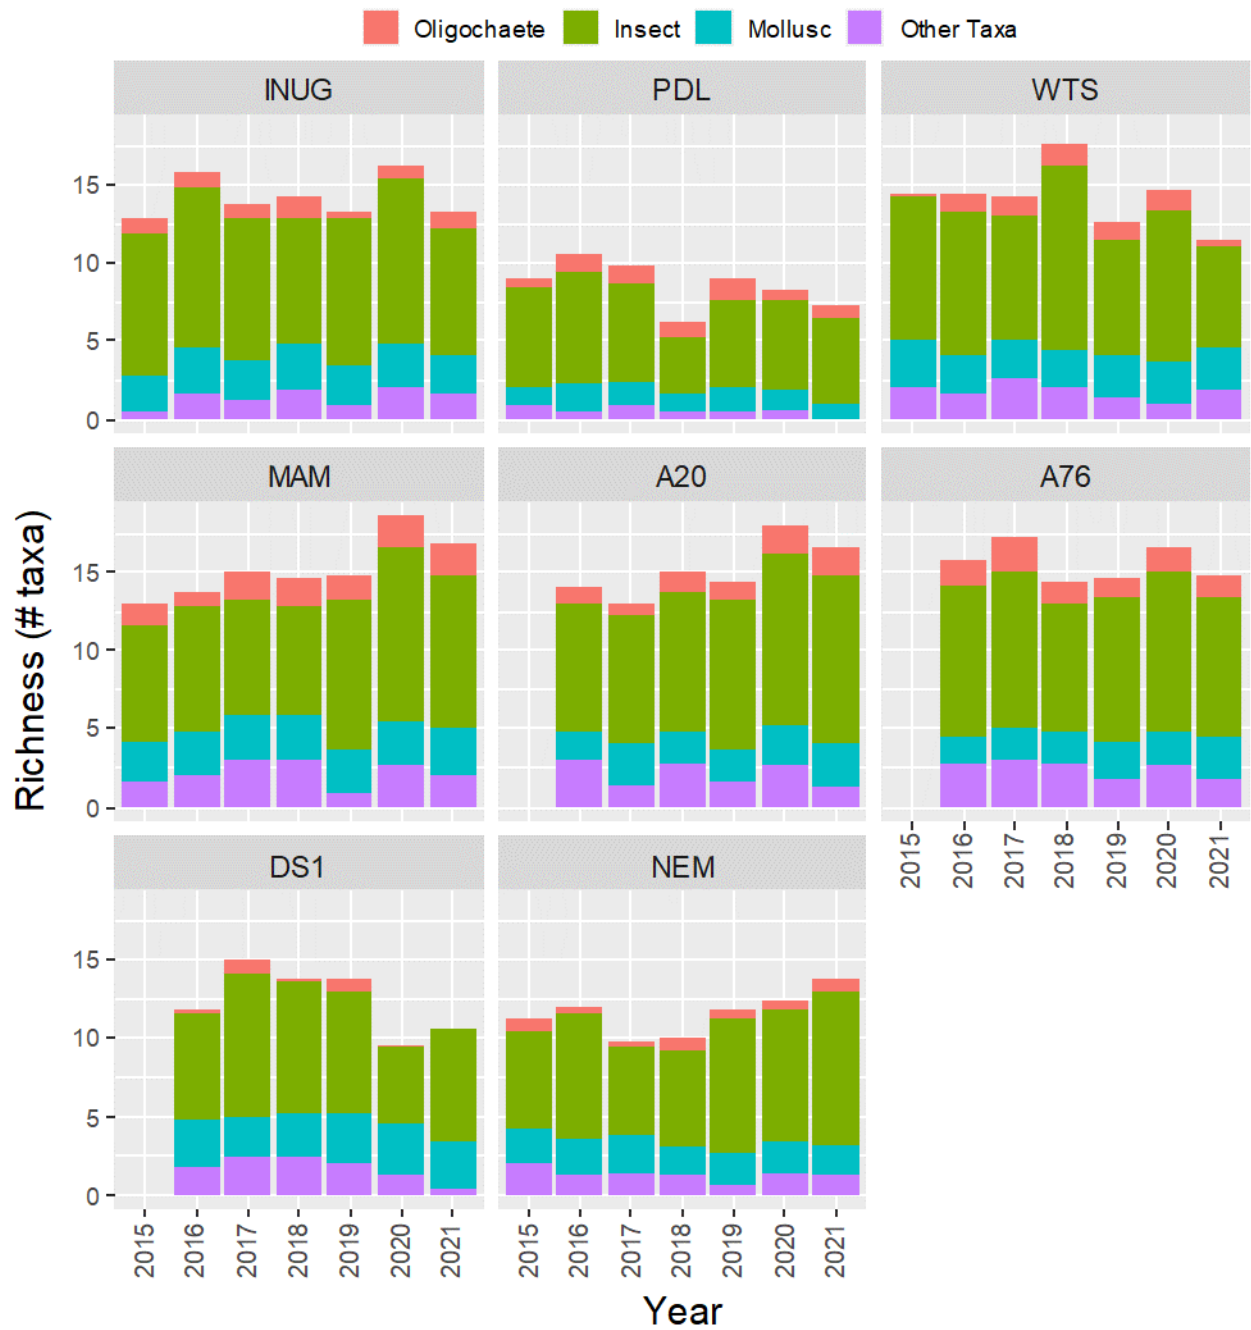 Oligochaete Insect Mollusc Other Taxa
INUG PDL WTS
15
10
5
0
MAM A20 A76
15
10
5
0
2015 2016 2017 2018 2019 2020 2021
DS1 NEM
15
10
5
0
2015 2016 2017 2018 2019 2020 2021 2015 2016 2017 2018 2019 2020 2021
Richness (# taxa)
Year